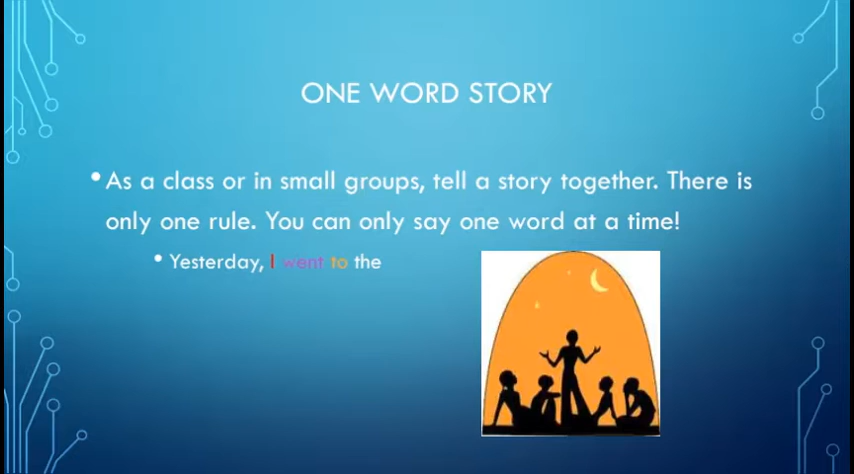 ONE WORD STORY
•As a class or in small groups, tell a story together. There is
only one rule. You can only say one word at a time!
• Yesterday, I went to the